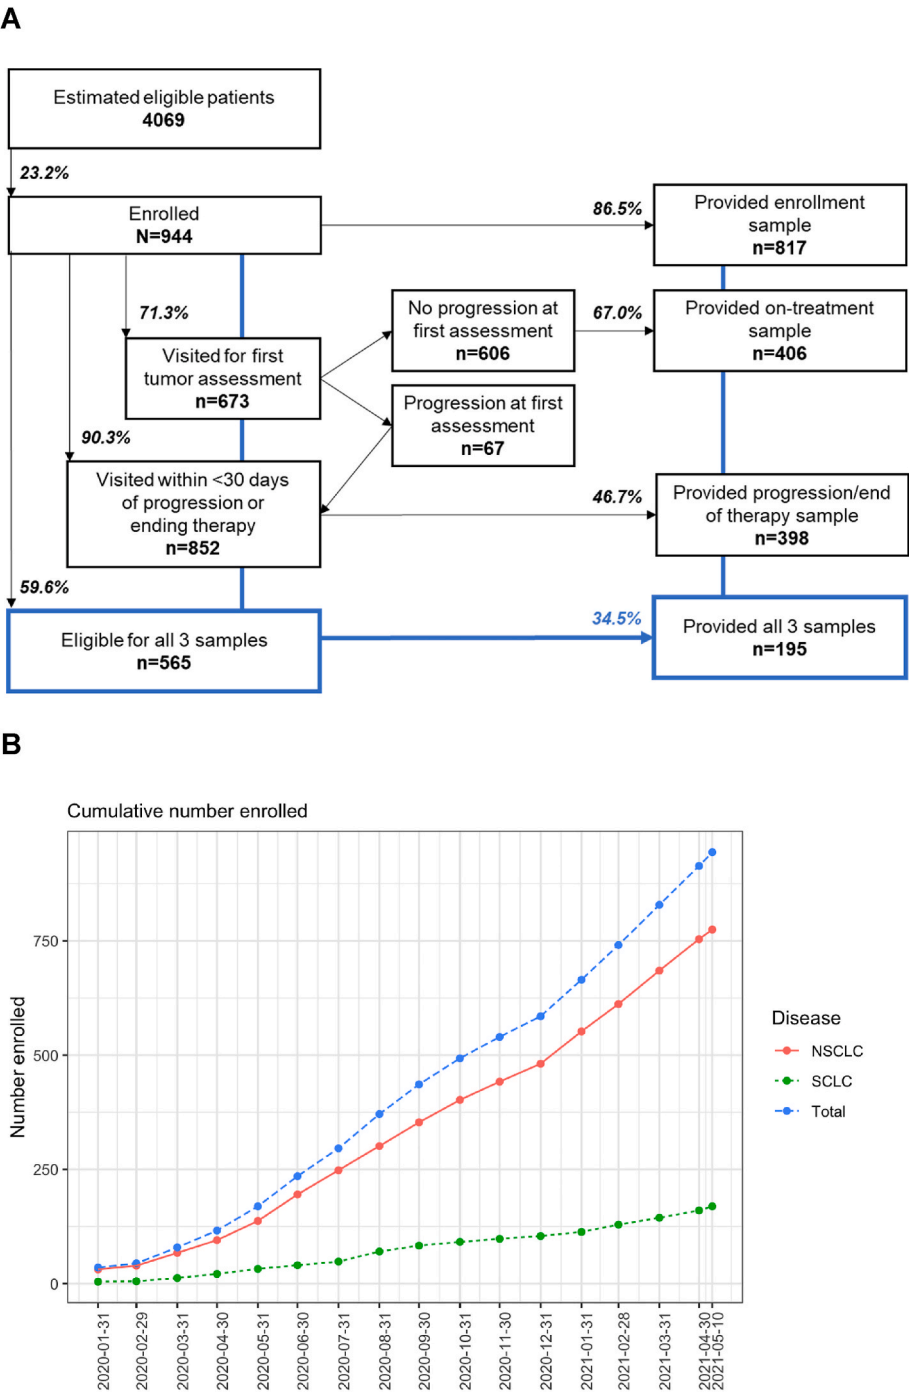 A
Estimated eligible patients
4069
23.2%
Enrolled
N=944
86.5%
Provided enrollment
sample
n=817
71.3%
No progression at
first assessment
n=606
67.0%
Provided on-treatment
sample
n=406
Visited for first
tumor assessment
n=673
Progression at first
assessment
n=67
90.3%
Visited within <30 days
of progression or
ending therapy
n=852
46.7%
Provided progression/end
of therapy sample
n=398
59.6%
Eligible for all 3 samples
n=565
34.5%
Provided all 3 samples
n=195
B
Cumulative number enrolled
Number enrolled
750
500
250
0
2020-01-31
2020-02-29
2020-03-31
2020-04-30
2020-05-31
2020-06-30
2020-07-31
2020-08-31
2020-09-30
2020-10-31
2020-11-30
2020-12-31
2021-01-31
2021-02-28
2021-03-31
2021-04-30
2021-05-10
Disease
NSCLC
SCLC
Total